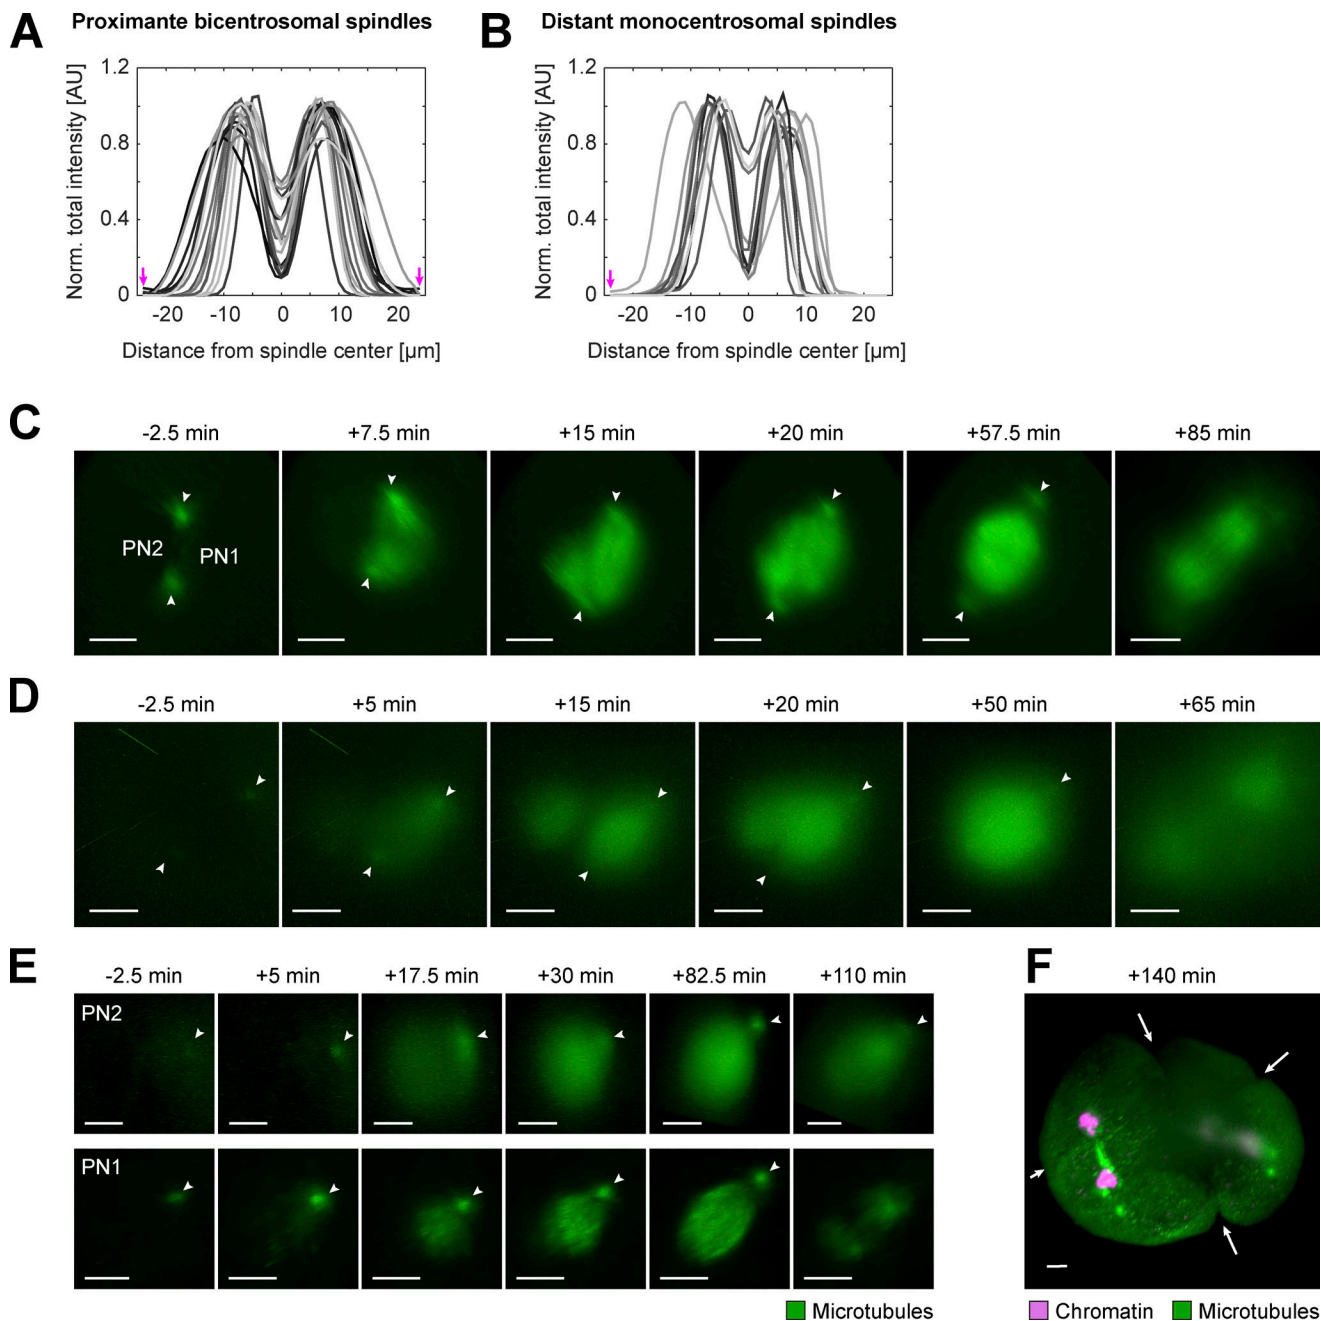 A Proximante bicentrosomal spindles
B Distant monocentrosomal spindles
Norm. total intensity [AU]
1.2
0.8
0.4
0
-20 -10 0 10 20
Distance from spindle center [µm]
Norm. total intensity [AU]
1.2
0.8
0.4
0
-20 -10 0 10 20
Distance from spindle center [µm]
C
-2.5 min +7.5 min +15 min +20 min +57.5 min +85 min
PN2 PN1
D
-2.5 min +5 min +15 min +20 min +50 min +65 min
E
-2.5 min +5 min +17.5 min +30 min +82.5 min +110 min
PN2
PN1
Microtubules
F
+140 min
Chromatin Microtubules